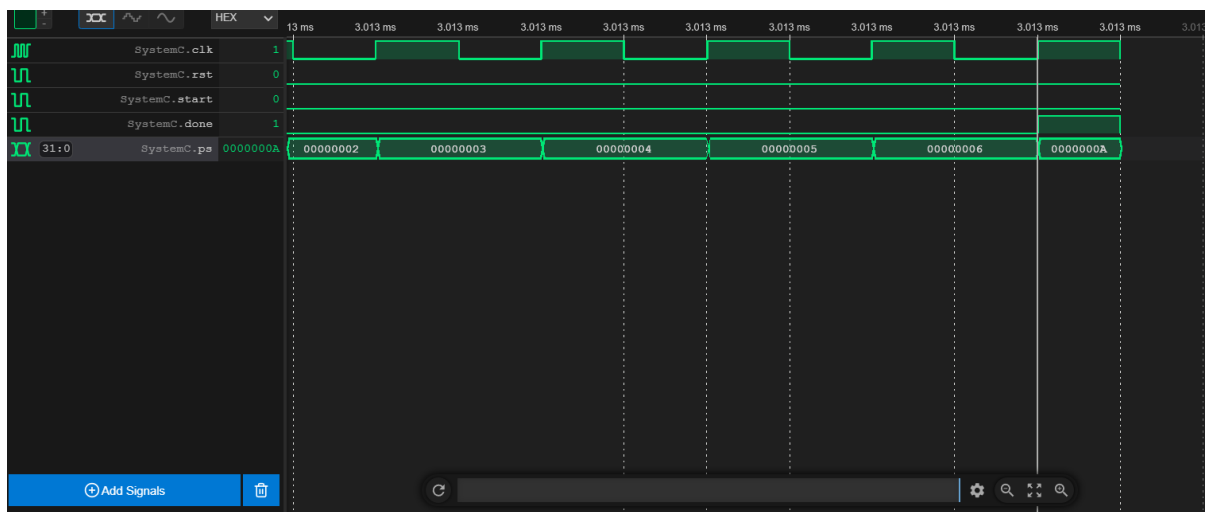 +
-
HEX
13 ms 3.013 ms 3.013 ms 3.013 ms 3.013 ms 3.013 ms 3.013 ms 3.013 ms 3.013 ms 3.013 ms 3.013 ms 3.013
SystemC.clk 1
SystemC.rst 0
SystemC.start 0
SystemC.done 1
31:0 SystemC.ps 0000000A 00000002 00000003 00000004 00000005 00000006 0000000A
Add Signals